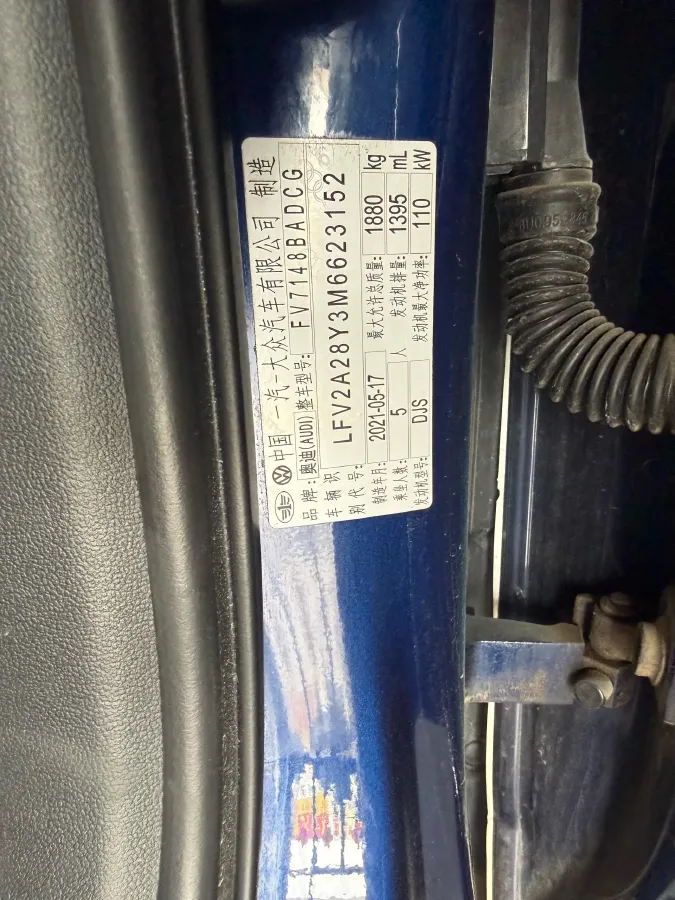 中国 一汽-大众汽车有限公司 制造
品牌:奥迪(AUDI) 整车型号: FV7148BADCG
车辆识别代号: LFV2A28Y3M6623152
制造年月: 2021-05-17 最大允许总质量: 1880 kg
乘坐人数: 5 人 发动机排量: 1395 mL
发动机型号: DJS 发动机最大净功率: 110 kW